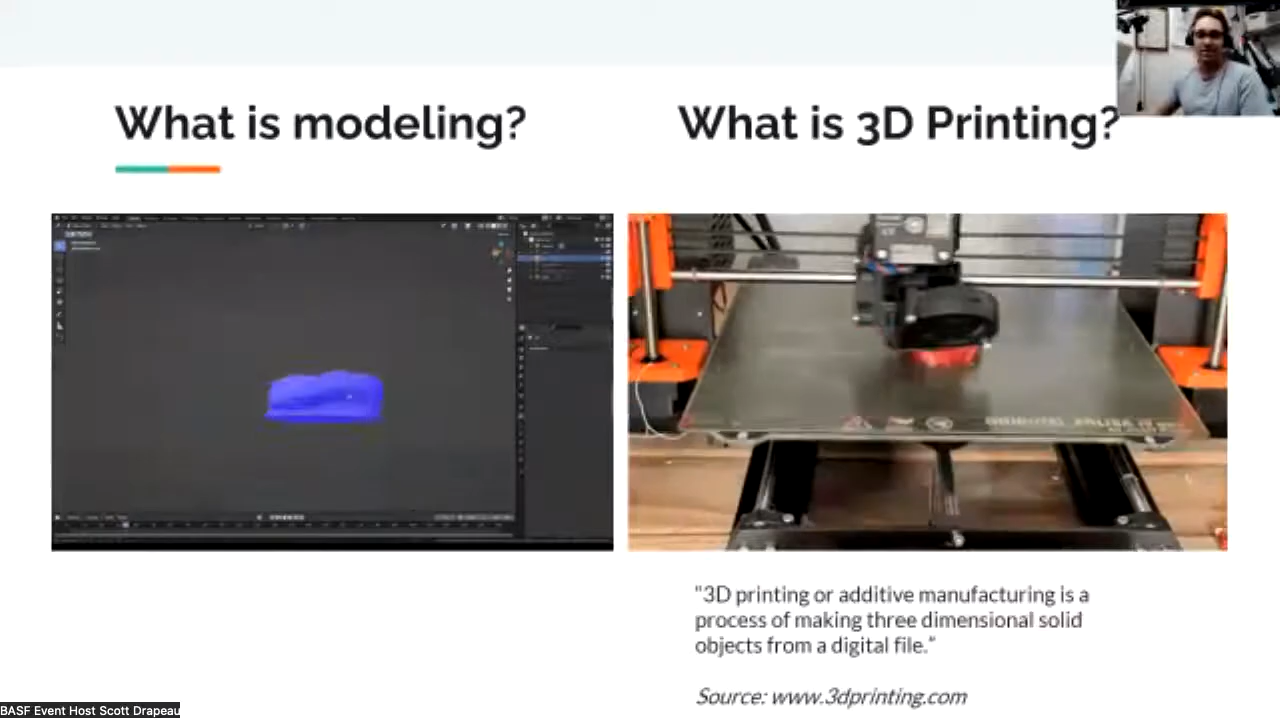 What is modeling?
What is 3D Printing?
"3D printing or additive manufacturing is a
process of making three dimensional solid
objects from a digital file."
Source: www.3dprinting.com
BASF Event Host Scott Drapeau